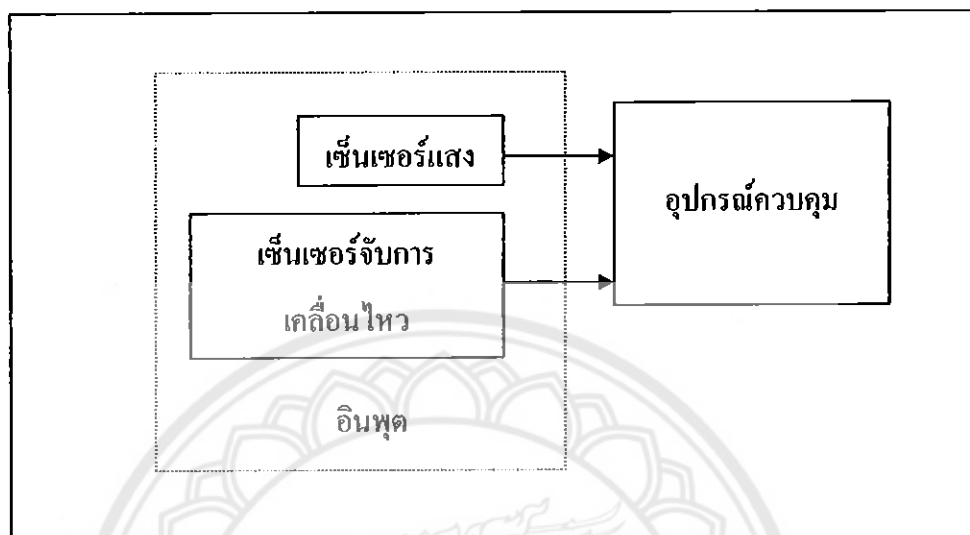 เซ็นเซอร์แสง
อุปกรณ์ควบคุม
เซ็นเซอร์จับการ
เคลื่อนไหว
อินพุต